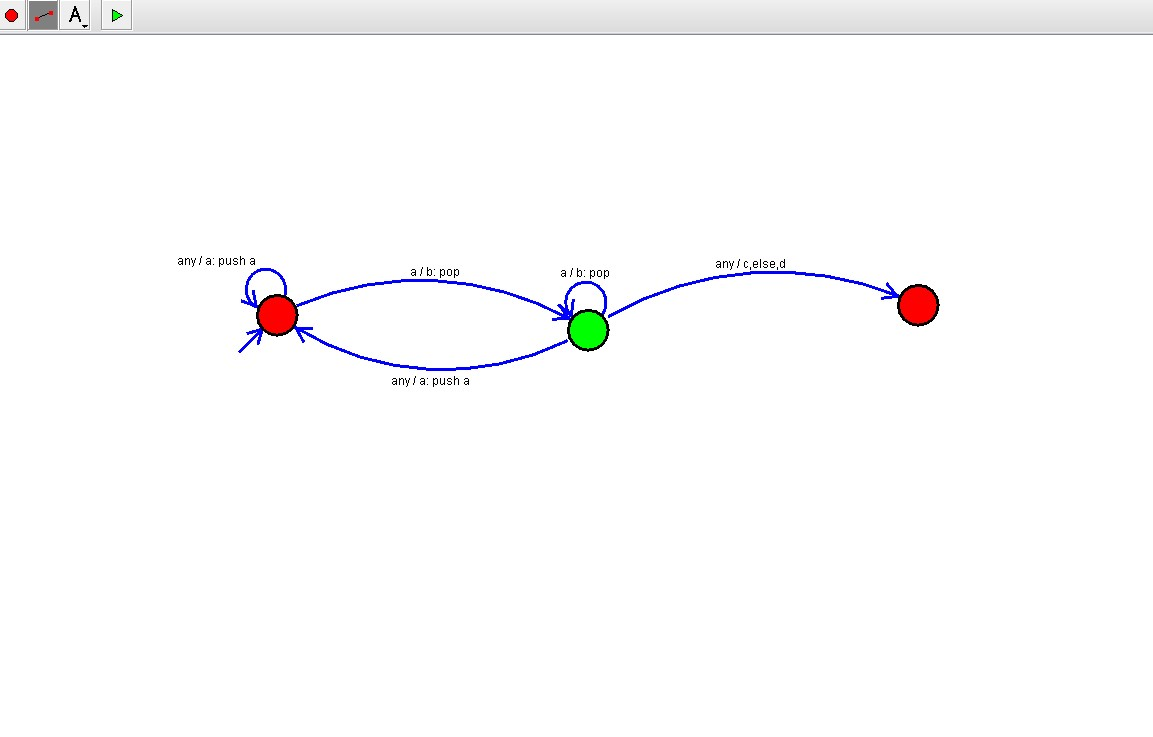 A
any / a: push a
a / b: pop
a / b: pop
any / c,else,d
any / a: push a